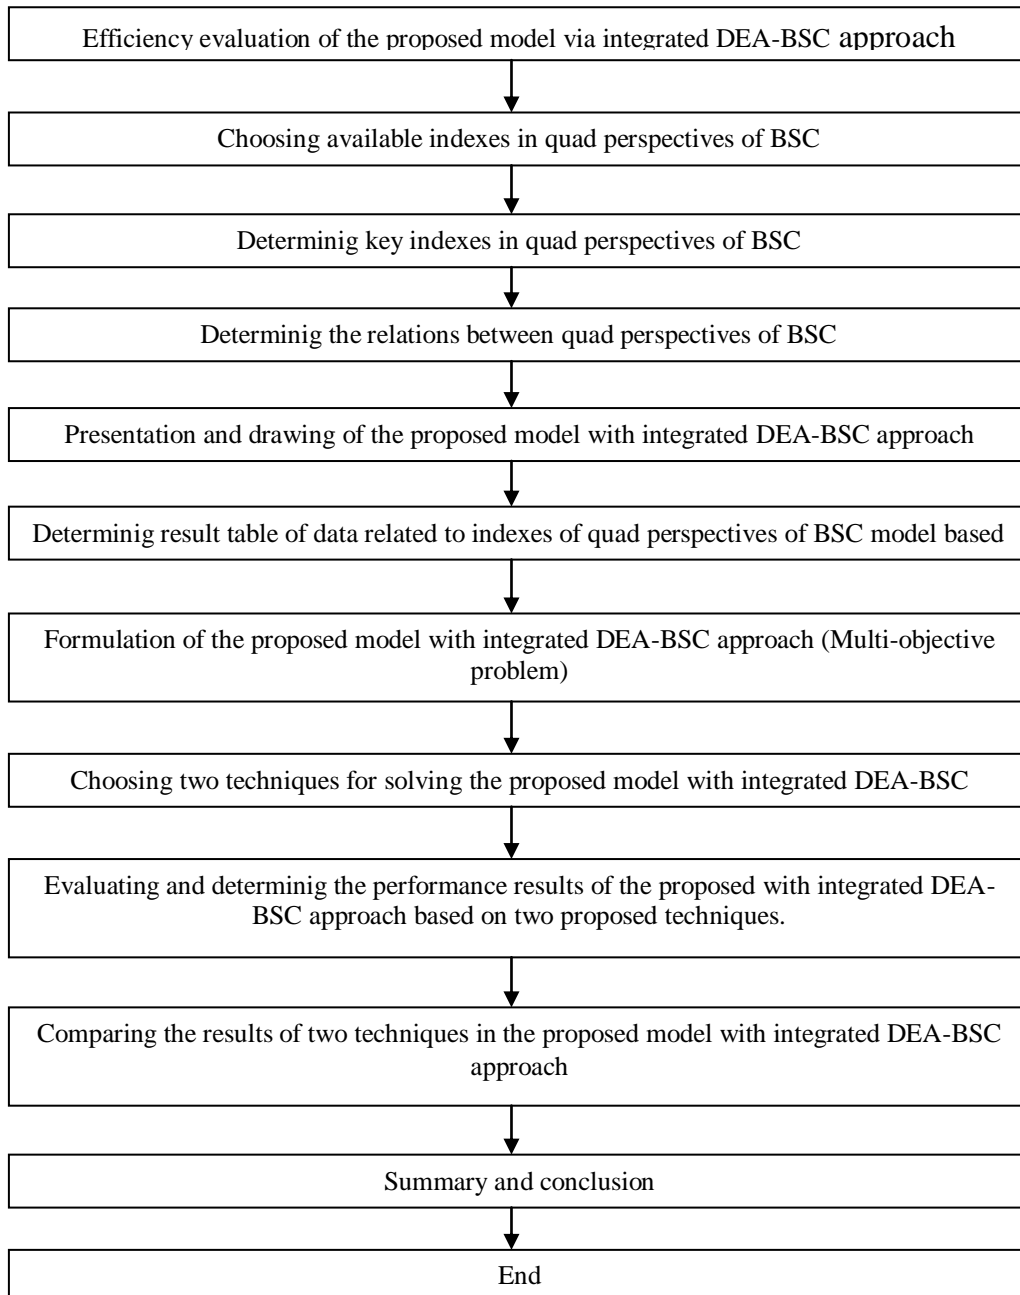 Efficiency evaluation of the proposed model via integrated DEA-BSC approach
Choosing available indexes in quad perspectives of BSC
Determinig key indexes in quad perspectives of BSC
Determinig the relations between quad perspectives of BSC
Presentation and drawing of the proposed model with integrated DEA-BSC approach
Determinig result table of data related to indexes of quad perspectives of BSC model based
Formulation of the proposed model with integrated DEA-BSC approach (Multi-objective
problem)
Choosing two techniques for solving the proposed model with integrated DEA-BSC
Evaluating and determinig the performance results of the proposed with integrated DEA-
BSC approach based on two proposed techniques.
Comparing the results of two techniques in the proposed model with integrated DEA-BSC
approach
Summary and conclusion
End